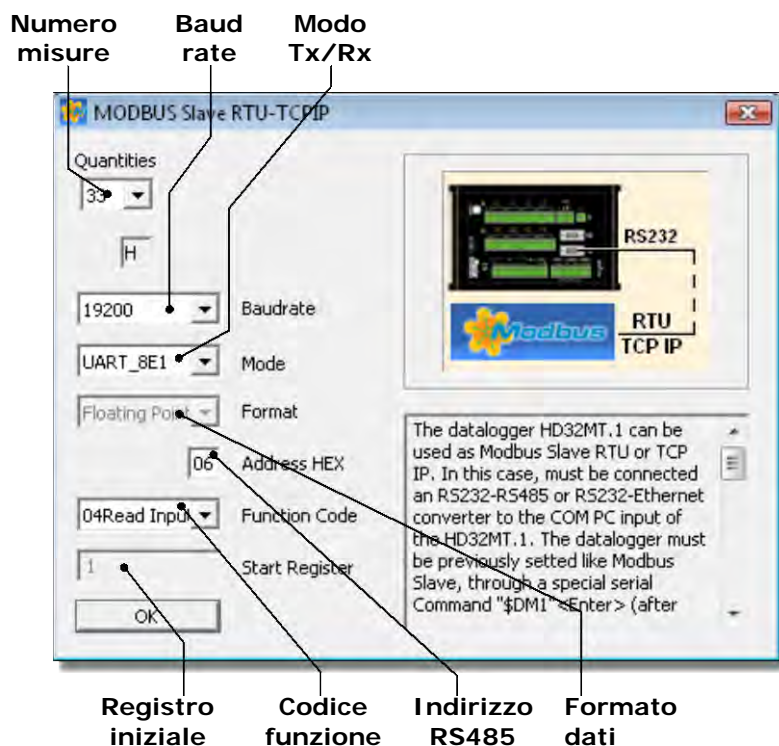 Numero
misure
Baud
rate
Modo
Tx/Rx
MODBUS Slave RTU-TCPIP
Quantities
33
H
19200
Baudrate
UART_8E1
Mode
Floating Point
Format
06
Address HEX
04Read Input
Function Code
1
Start Register
OK
RS232
Modbus
RTU
TCP IP
The datalogger HD32MT.1 can be
used as Modbus Slave RTU or TCP
IP. In this case, must be connected
an RS232-RS485 or RS232-Ethernet
converter to the COM PC input of
the HD32MT.1. The datalogger must
be previously setted like Modbus
Slave, through a special serial
Command "$DM1" <Enter> (after
Registro
iniziale
Codice
funzione
Indirizzo
RS485
Formato
dati